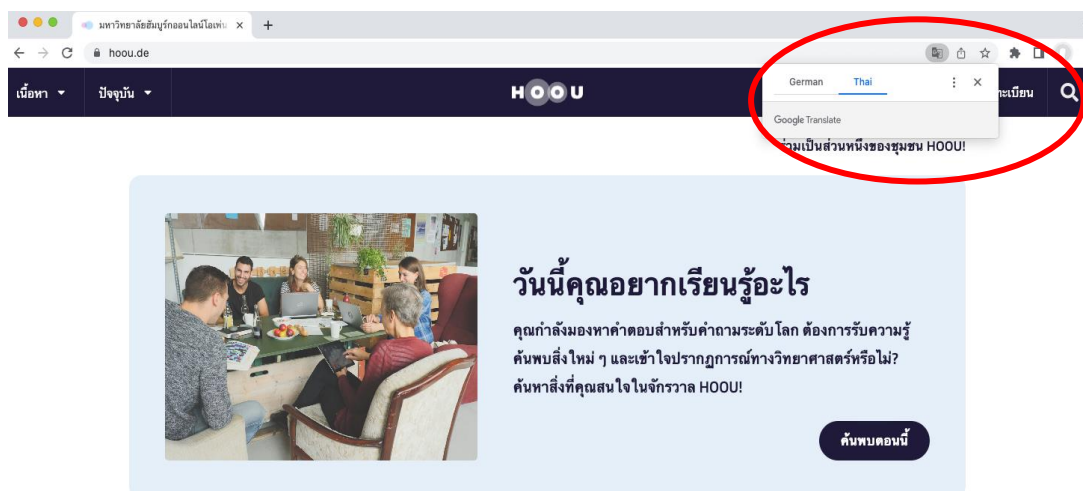 มหาวิทยาลัยฮัมบูร์กออนไลน์โอเพ่น
hoou.de
German Thai
Google Translate
เนื้อหา ปัจจุบัน HOOU
ร่วมเป็นส่วนหนึ่งของชุมชน HOOU!
วันนี้คุณอยากเรียนรู้อะไร
คุณกำลังมองหาคำตอบสำหรับคำถามระดับโลก ต้องการรับความรู้
ค้นพบสิ่งใหม่ ๆ และเข้าใจปรากฏการณ์ทางวิทยาศาสตร์หรือไม่?
ค้นหาสิ่งที่คุณสนใจในจักรวาล HOOU!
ค้นพบตอนนี้